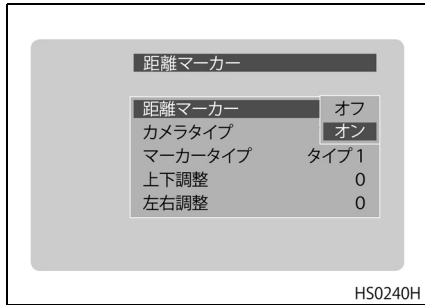 距離マーカー
距離マーカー オフ
カメラタイプ オン
マーカータイプ タイプ1
上下調整 0
左右調整 0
HS0240H